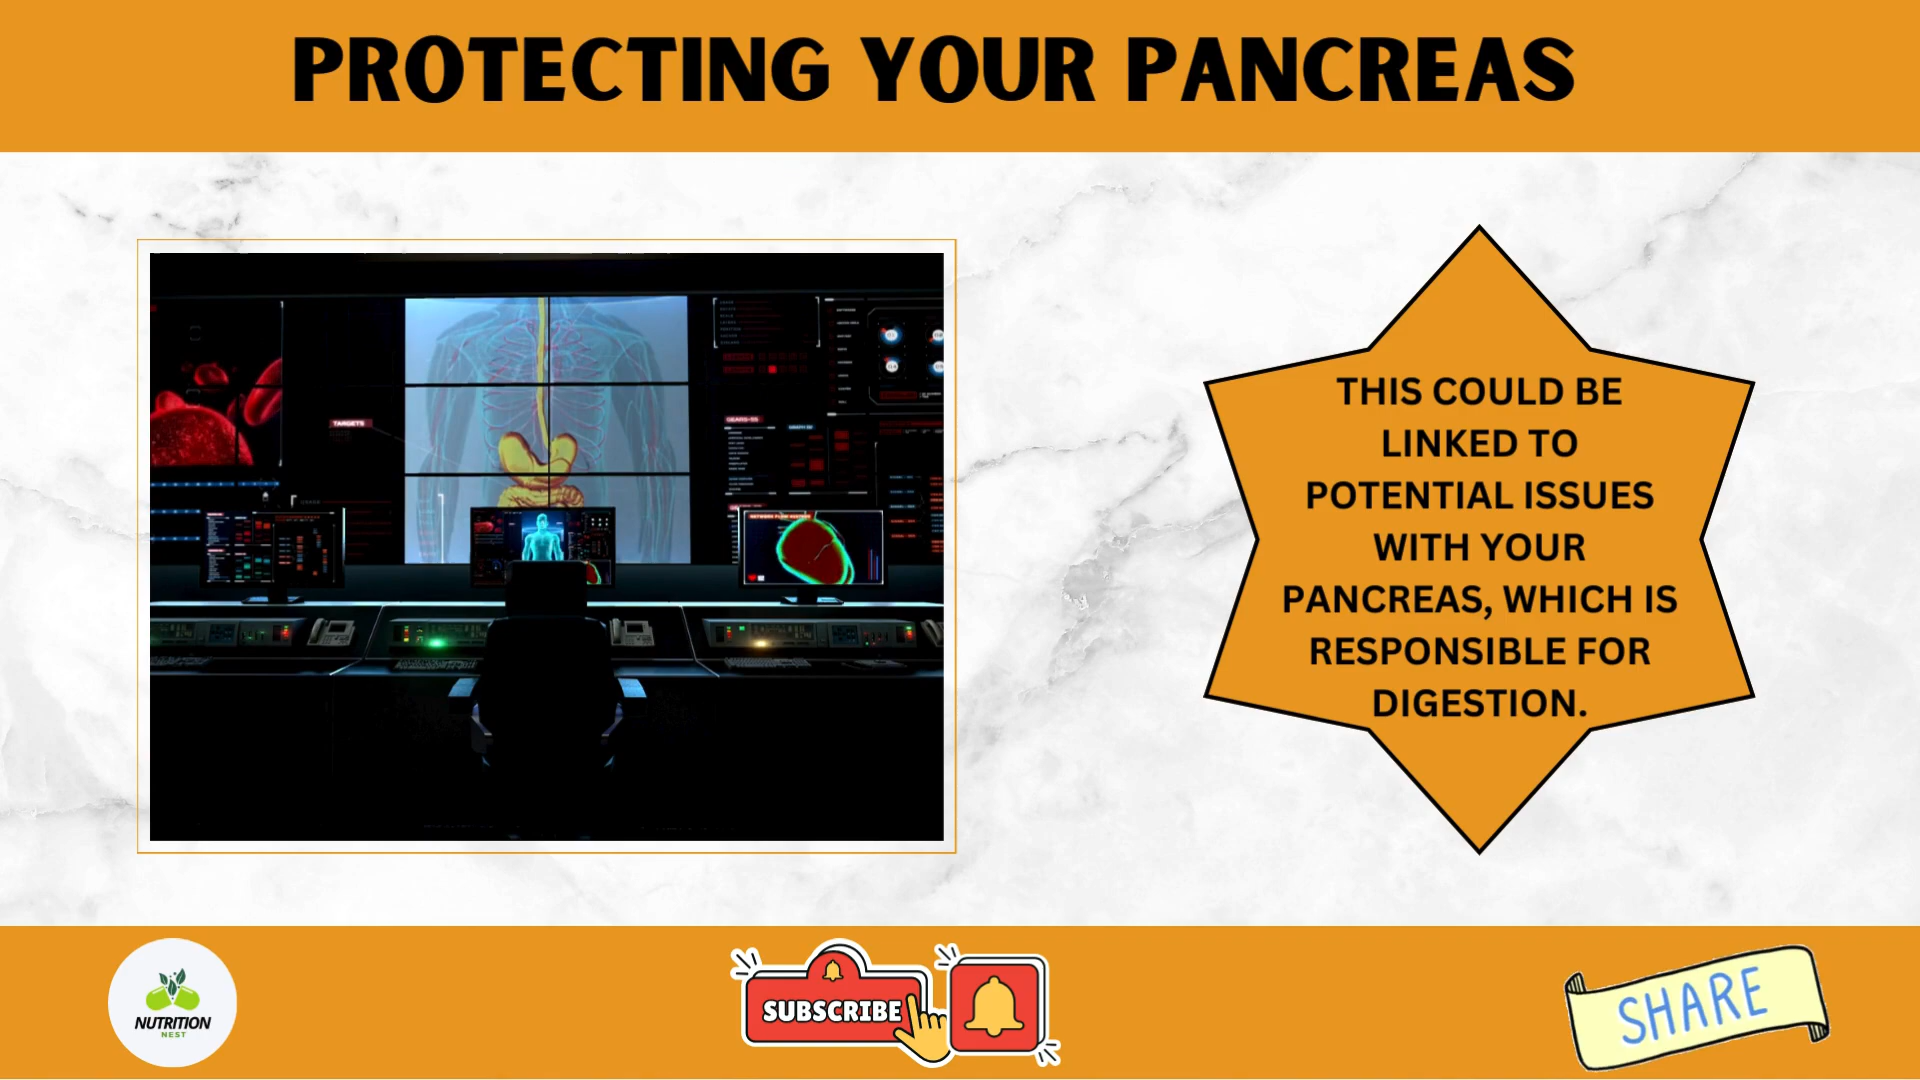 PROTECTING YOUR PANCREAS
TARGETS
THIS COULD BE
LINKED TO
POTENTIAL ISSUES
WITH YOUR
PANCREAS, WHICH IS
RESPONSIBLE FOR
DIGESTION.
NUTRITION
NEST
SUBSCRIBE
SHARE